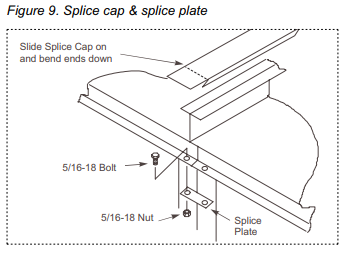 Figure 9. Splice cap & splice plate
Slide Splice Cap on
and bend ends down
5/16-18 Bolt
5/16-18 Nut
Splice
Plate